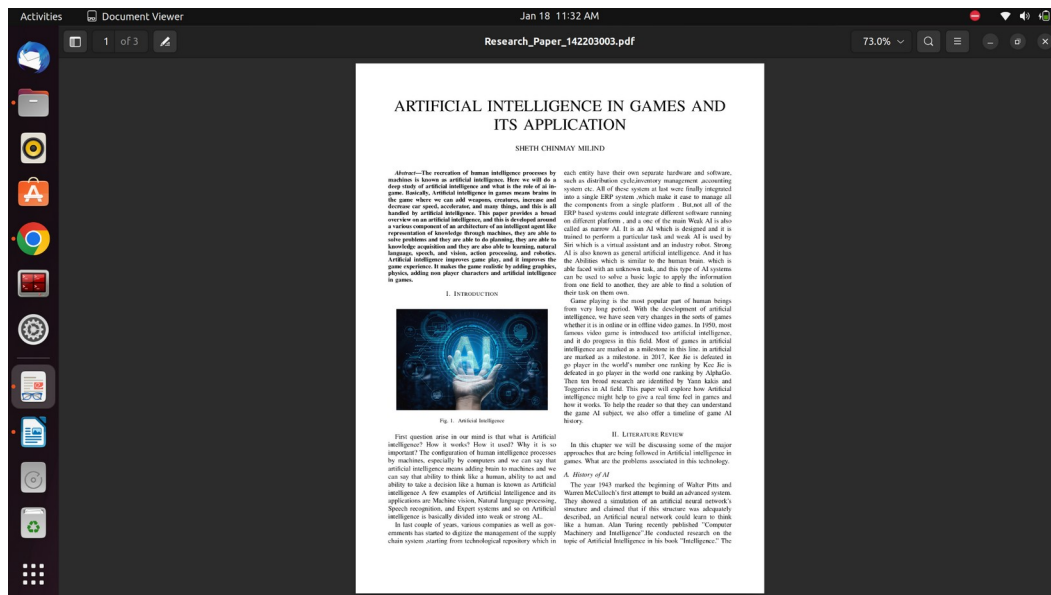 Activities
Document Viewer
Jan 18 11:32 AM
1 of 3
Research_Paper_142203003.pdf
73.0%
ARTIFICIAL INTELLIGENCE IN GAMES AND
ITS APPLICATION
SHETH CHINMAY MILIND
Abstract—The recreation of human intelligence processes by
machines is known as artificial intelligence. Here we will do a
deep study of artificial intelligence and what is the role of ai in-
game. Basically, Artificial intelligence in games means brains in
the game where we can add weapons, creatures, increase and
decrease car speed, accelerator, and many things, and this is all
handled by artificial intelligence. This paper provides a broad
overview on an artificial intelligence, and this is developed around
a various component of an architecture of an intelligent agent like
representation of knowledge through machines, they are able to
solve problems and they are able to do planning, they are able to
knowledge acquisition and they are also able to learning, natural
language, speech, and vision, action processing, and robotics.
Artificial intelligence improves game play, and it improves the
game experience. It makes the game realistic by adding graphics,
physics, adding non player characters and artificial intelligence
in games.
I. INTRODUCTION
AI
Fig. 1. Artificial Intelligence
First question arise in our mind is that what is Artificial
intelligence? How it works? How it used? Why it is so
important? The configuration of human intelligence processes
by machines, especially by computers and we can say that
artificial intelligence means adding brain to machines and we
can say that ability to think like a human, ability to act and
ability to take a decision like a human is known as Artificial
intelligence A few examples of Artificial Intelligence and its
applications are Machine vision, Natural language processing,
Speech recognition, and Expert systems and so on Artificial
intelligence is basically divided into weak or strong AI..
In last couple of years, various companies as well as gov-
ernments has started to digitize the management of the supply
chain system ,starting from technological repository which in
each entity have their own separate hardware and software,
such as distribution cycle,inventory management ,accounting
system etc. All of these system at last were finally integrated
into a single ERP system ,which make it ease to manage all
the components from a single platform . But,not all of the
ERP based systems could integrate different software running
on different platform , and a one of the main Weak AI is also
called as narrow AI. It is an AI which is designed and it is
trained to perform a particular task and weak AI is used by
Siri which is a virtual assistant and an industry robot. Strong
AI is also known as general artificial intelligence. And it has
the Abilities which is similar to the human brain. which is
able faced with an unknown task, and this type of AI systems
can be used to solve a basic logic to apply the information
from one field to another, they are able to find a solution of
their task on them own.
Game playing is the most popular part of human beings
from very long period. With the development of artificial
intelligence, we have seen very changes in the sorts of games
whether it is in online or in offline video games. In 1950, most
famous video game is introduced too artificial intelligence,
and it do progress in this field. Most of games in artificial
intelligence are marked as a milestone in this line. in artificial
are marked as a milestone. in 2017, Kee Jie is defeated in
go player in the world's number one ranking by Kee Jie is
defeated in go player in the world one ranking by AlphaGo.
Then ten broad research are identified by Yann kakis and
Toggeries in AI field. This paper will explore how Artificial
intelligence might help to give a real time feel in games and
how it works. To help the reader so that they can understand
the game AI subject, we also offer a timeline of game AI
history.
II. LITERATURE REVIEW
In this chapter we will be discussing some of the major
approaches that are being followed in Artificial intelligence in
games. What are the problems associated in this technology.
A. History of AI
The year 1943 marked the beginning of Walter Pitts and
Warren McCulloch's first attempt to build an advanced system.
They showed a simulation of an artificial neural network's
structure and claimed that if this structure was adequately
described, an Artificial neural network could learn to think
like a human. Alan Turing recently published "Computer
Machinery and Intelligence".He conducted research on the
topic of Artificial Intelligence in his book "Intelligence." The